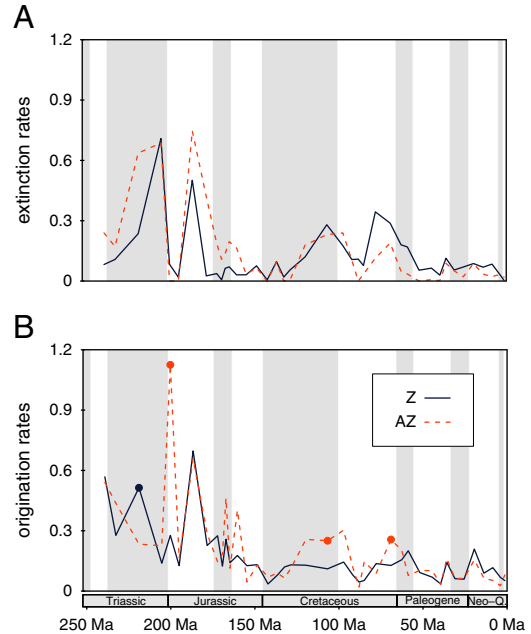 A
1.2
0.9
0.6
0.3
0
extinction rates
B
1.2
0.9
0.6
0.3
0
origination rates
Z
AZ
Triassic Jurassic Cretaceous Paleogene Neo–Q.
250 Ma 200 Ma 150 Ma 100 Ma 50 Ma 0 Ma